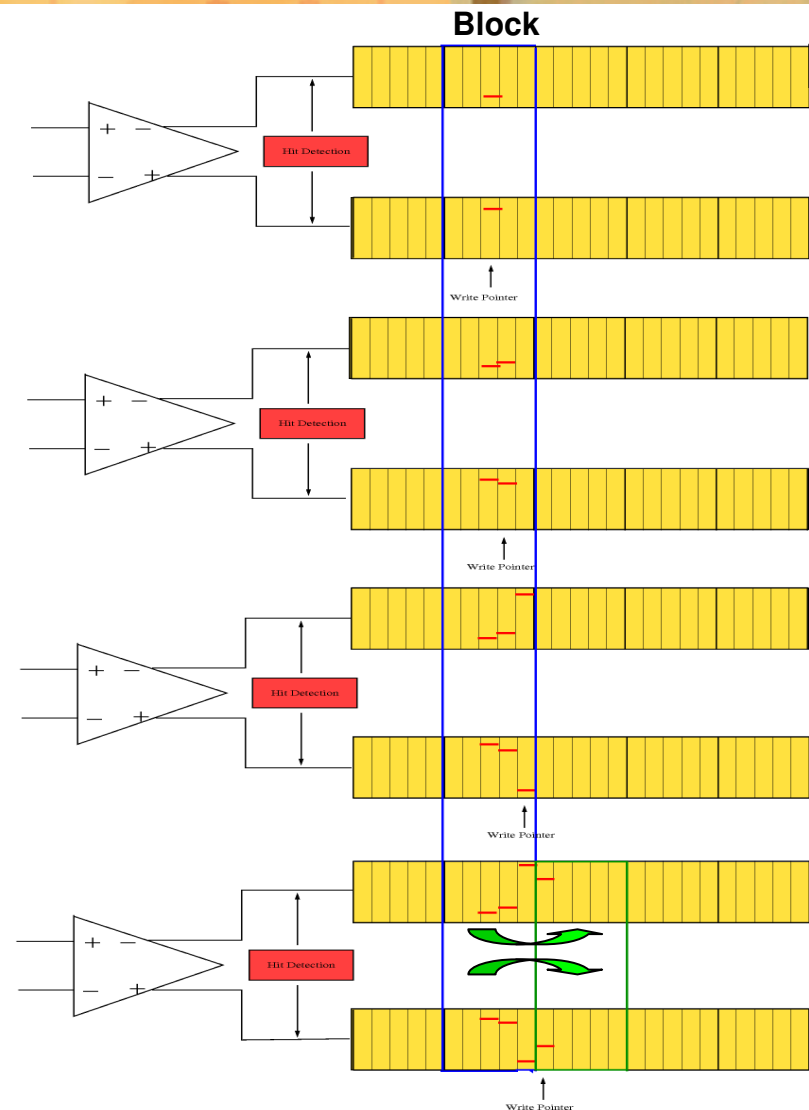 Block
+ −
Hit Detection
− +
Write Pointer
+ −
Hit Detection
− +
Write Pointer
+ −
Hit Detection
− +
Write Pointer
+ −
Hit Detection
− +
Write Pointer